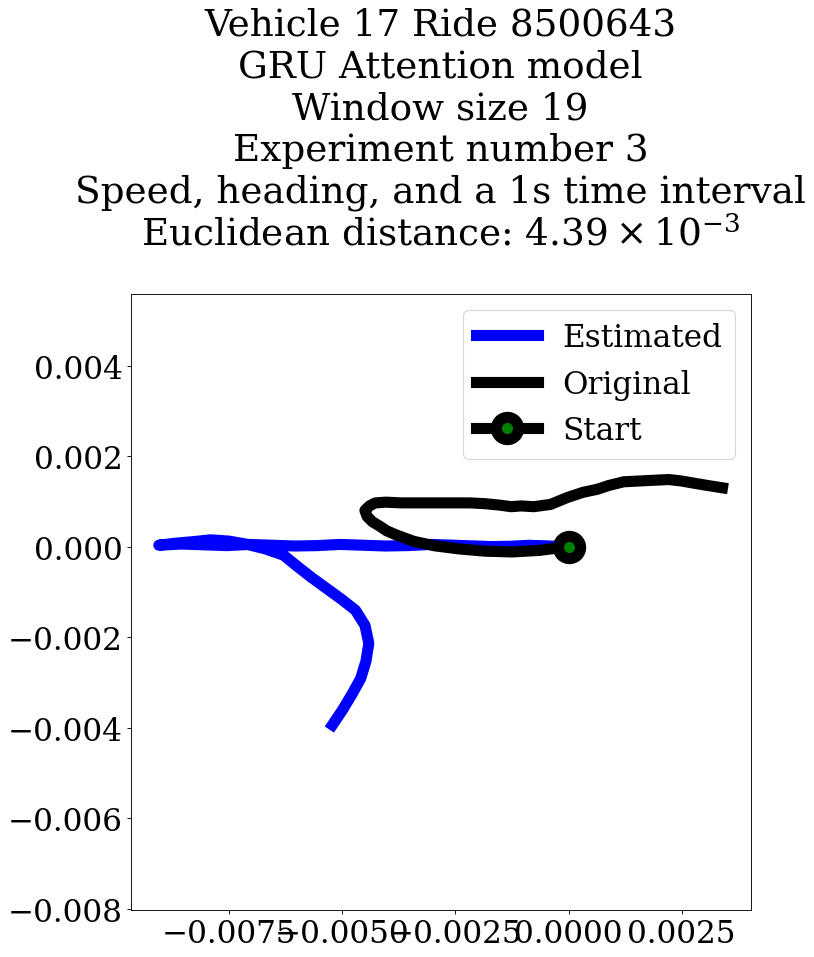 Vehicle 17 Ride 8500643
GRU Attention model
Window size 19
Experiment number 3
Speed, heading, and a 1s time interval
Euclidean distance: 4.39 × 10⁻³
Estimated
Original
Start
0.004
0.002
0.000
−0.002
−0.004
−0.006
−0.008
−0.0075 −0.0050 −0.0025 0.0000 0.0025